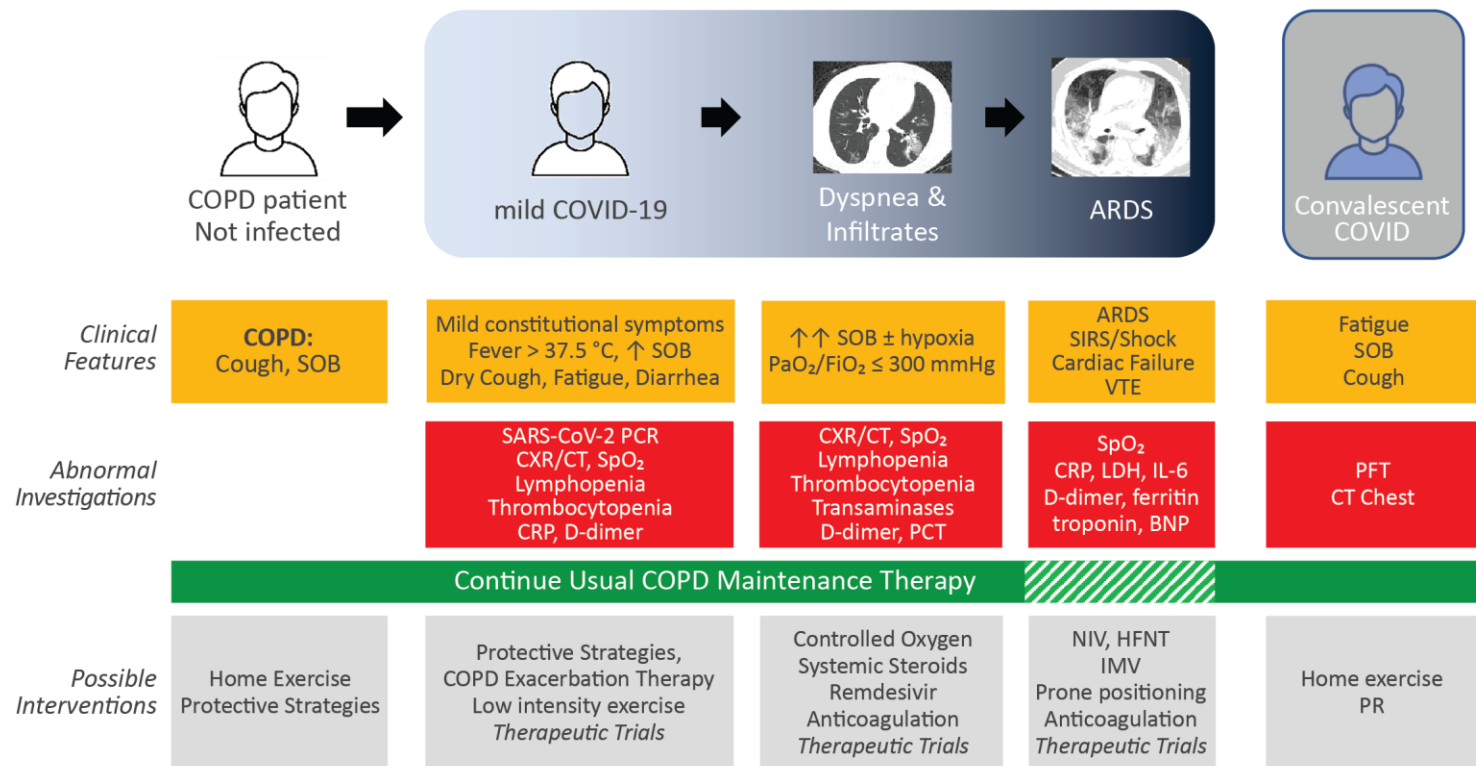 COPD patient
Not infected
mild COVID-19
Dyspnea &
Infiltrates
ARDS
Convalescent
COVID
Clinical
Features
COPD:
Cough, SOB
Mild constitutional symptoms
Fever > 37.5 °C, ↑ SOB
Dry Cough, Fatigue, Diarrhea
↑↑ SOB ± hypoxia
PaO₂/FiO₂ ≤ 300 mmHg
ARDS
SIRS/Shock
Cardiac Failure
VTE
Fatigue
SOB
Cough
Abnormal
Investigations
SARS-CoV-2 PCR
CXR/CT, SpO₂
Lymphopenia
Thrombocytopenia
CRP, D-dimer
CXR/CT, SpO₂
Lymphopenia
Thrombocytopenia
Transaminases
D-dimer, PCT
SpO₂
CRP, LDH, IL-6
D-dimer, ferritin
troponin, BNP
PFT
CT Chest
Continue Usual COPD Maintenance Therapy
Possible
Interventions
Home Exercise
Protective Strategies
Protective Strategies,
COPD Exacerbation Therapy
Low intensity exercise
Therapeutic Trials
Controlled Oxygen
Systemic Steroids
Remdesivir
Anticoagulation
Therapeutic Trials
NIV, HFNT
IMV
Prone positioning
Anticoagulation
Therapeutic Trials
Home exercise
PR